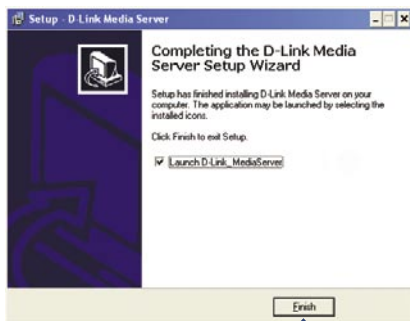 Setup - D-Link Media Server
Completing the D-Link Media
Server Setup Wizard
Setup has finished installing D-Link Media Server on your
computer. The application may be launched by selecting the
installed icons.
Click Finish to exit Setup.
Launch D-Link_MediaServer
Finish